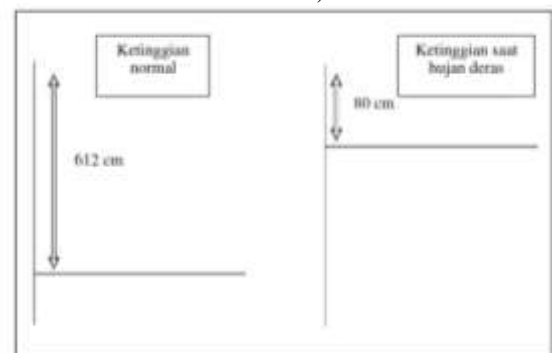 Ketinggian
normal
612 cm
Ketinggian saat
hujan deras
80 cm